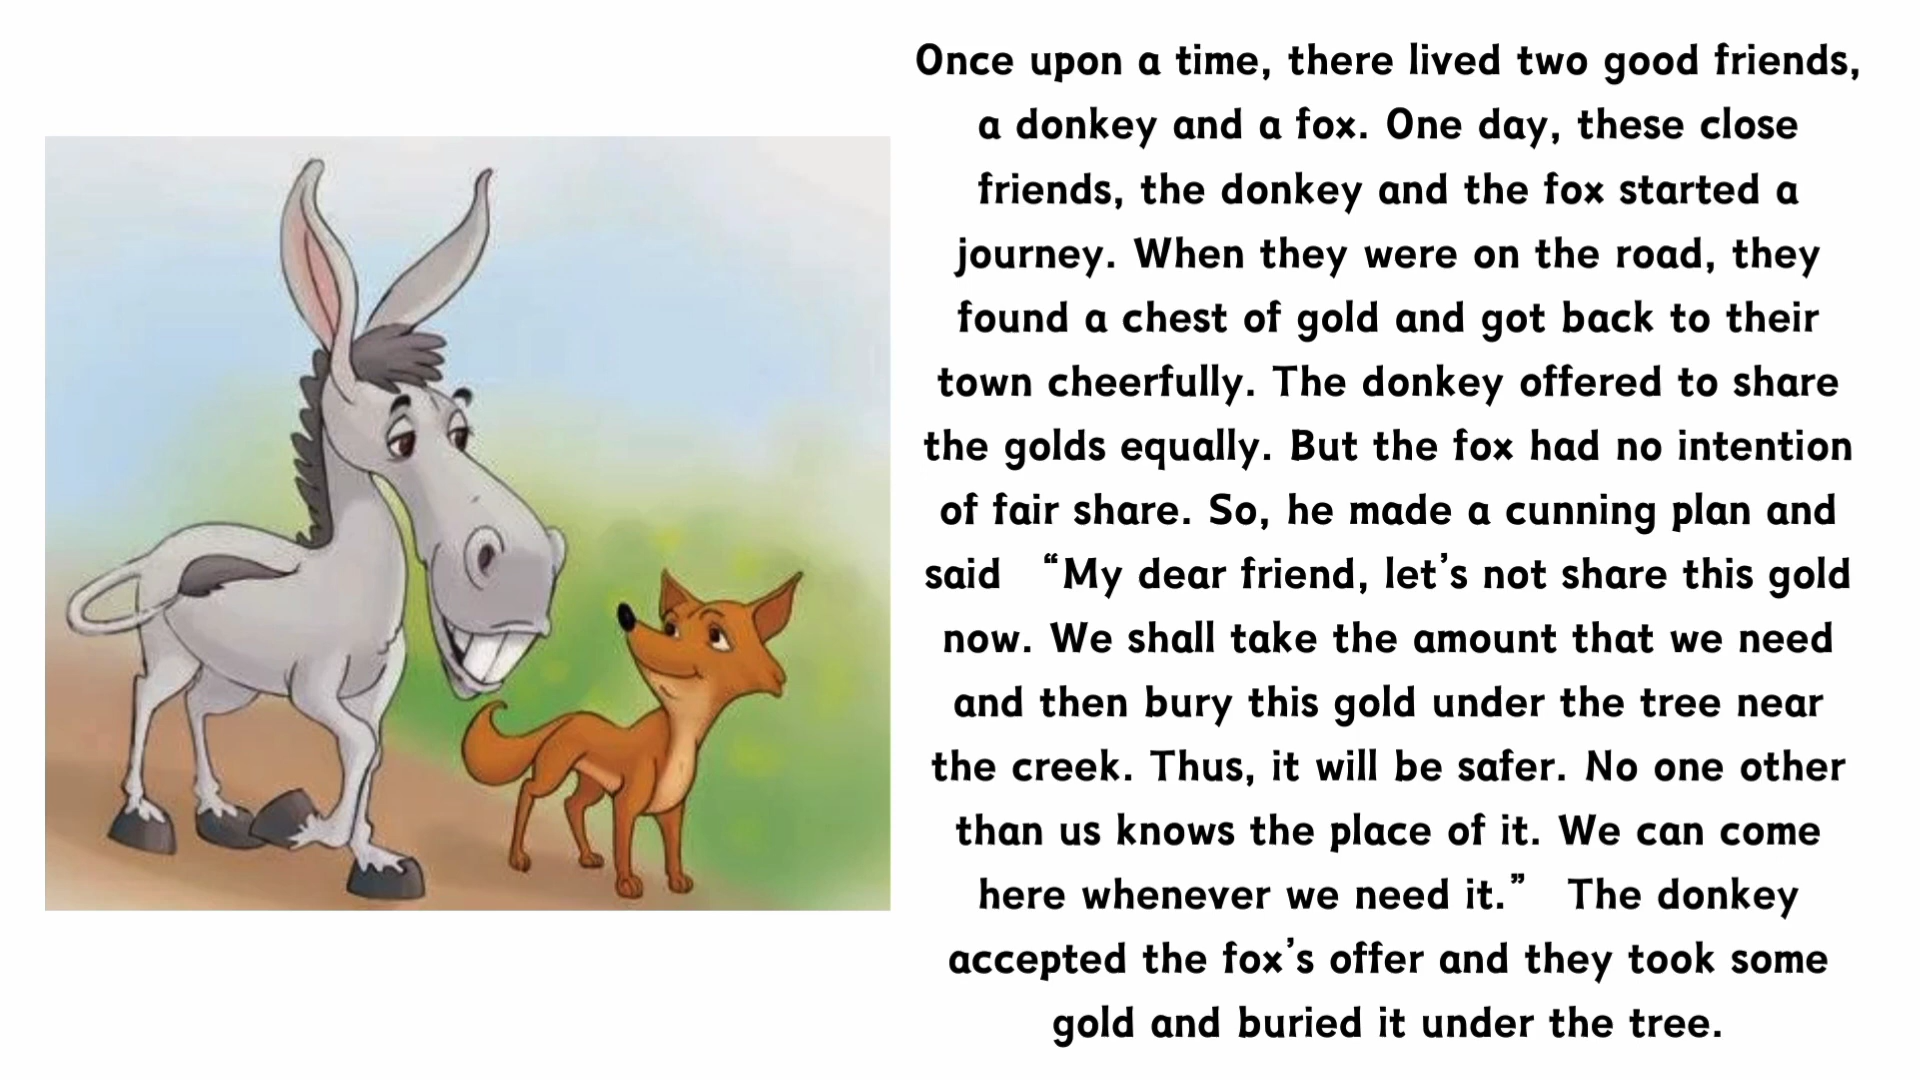 Once upon a time, there lived two good friends,
a donkey and a fox. One day, these close
friends, the donkey and the fox started a
journey. When they were on the road, they
found a chest of gold and got back to their
town cheerfully. The donkey offered to share
the golds equally. But the fox had no intention
of fair share. So, he made a cunning plan and
said “My dear friend, let’s not share this gold
now. We shall take the amount that we need
and then bury this gold under the tree near
the creek. Thus, it will be safer. No one other
than us knows the place of it. We can come
here whenever we need it.” The donkey
accepted the fox’s offer and they took some
gold and buried it under the tree.